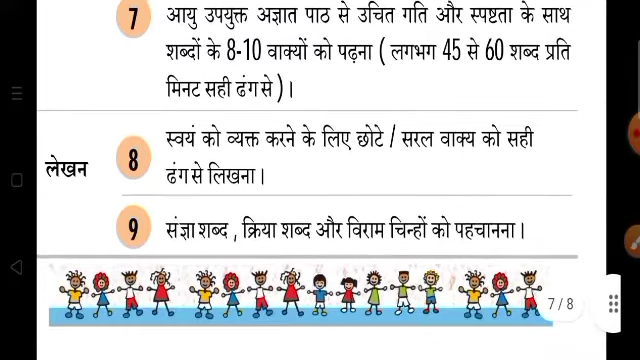 7 आयु उपयुक्त अज्ञात पाठ से उचित गति और स्पष्टता के साथ
शब्दों के 8-10 वाक्यों को पढ़ना ( लगभग 45 से 60 शब्द प्रति
मिनट सही ढंग से ) ।
लेखन
8 स्वयं को व्यक्त करने के लिए छोटे / सरल वाक्य को सही
ढंग से लिखना ।
9 संज्ञा शब्द , क्रिया शब्द और विराम चिन्हों को पहचानना ।
7 / 8